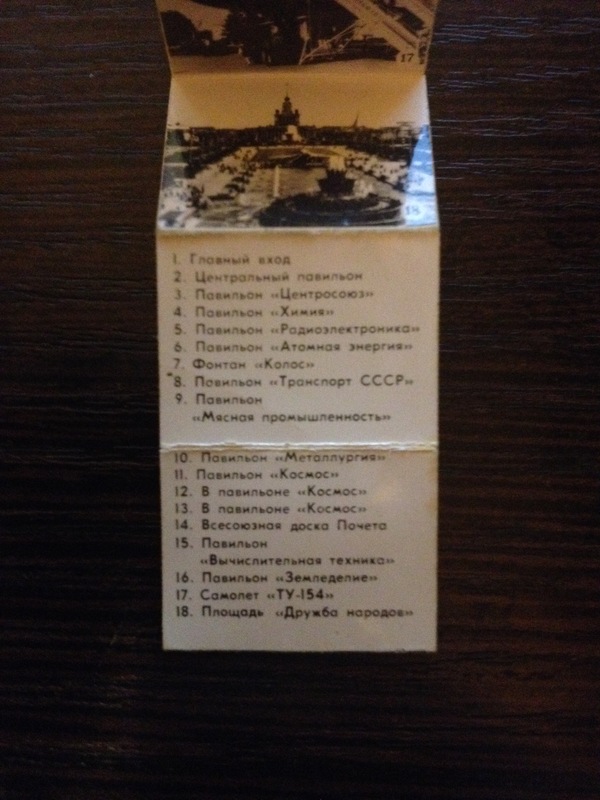 17
18
1. Главный вход
2. Центральный павильон
3. Павильон «Центросоюз»
4. Павильон «Химия»
5. Павильон «Радиоэлектроника»
6. Павильон «Атомная энергия»
7. Фонтан «Колос»
8. Павильон «Транспорт СССР»
9. Павильон
«Мясная промышленность»
10. Павильон «Металлургия»
11. Павильон «Космос»
12. В павильоне «Космос»
13. В павильоне «Космос»
14. Всесоюзная доска Почета
15. Павильон
«Вычислительная техника»
16. Павильон «Земледелие»
17. Самолет «ТУ-154»
18. Площадь «Дружба народов»